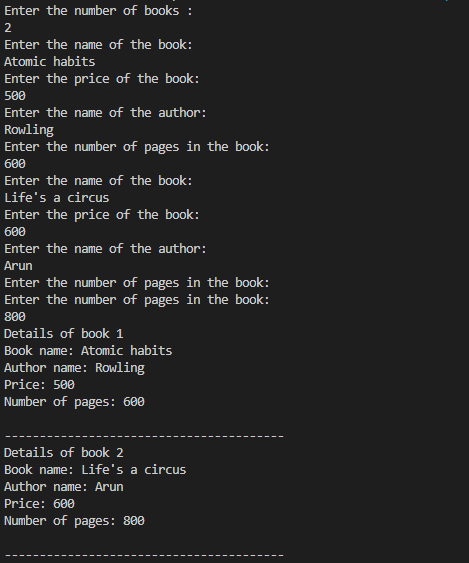 Enter the number of books :
2
Enter the name of the book:
Atomic habits
Enter the price of the book:
500
Enter the name of the author:
Rowling
Enter the number of pages in the book:
600
Enter the name of the book:
Life's a circus
Enter the price of the book:
600
Enter the name of the author:
Arun
Enter the number of pages in the book:
Enter the number of pages in the book:
800
Details of book 1
Book name: Atomic habits
Author name: Rowling
Price: 500
Number of pages: 600
----------------------------------------
Details of book 2
Book name: Life's a circus
Author name: Arun
Price: 600
Number of pages: 800
----------------------------------------